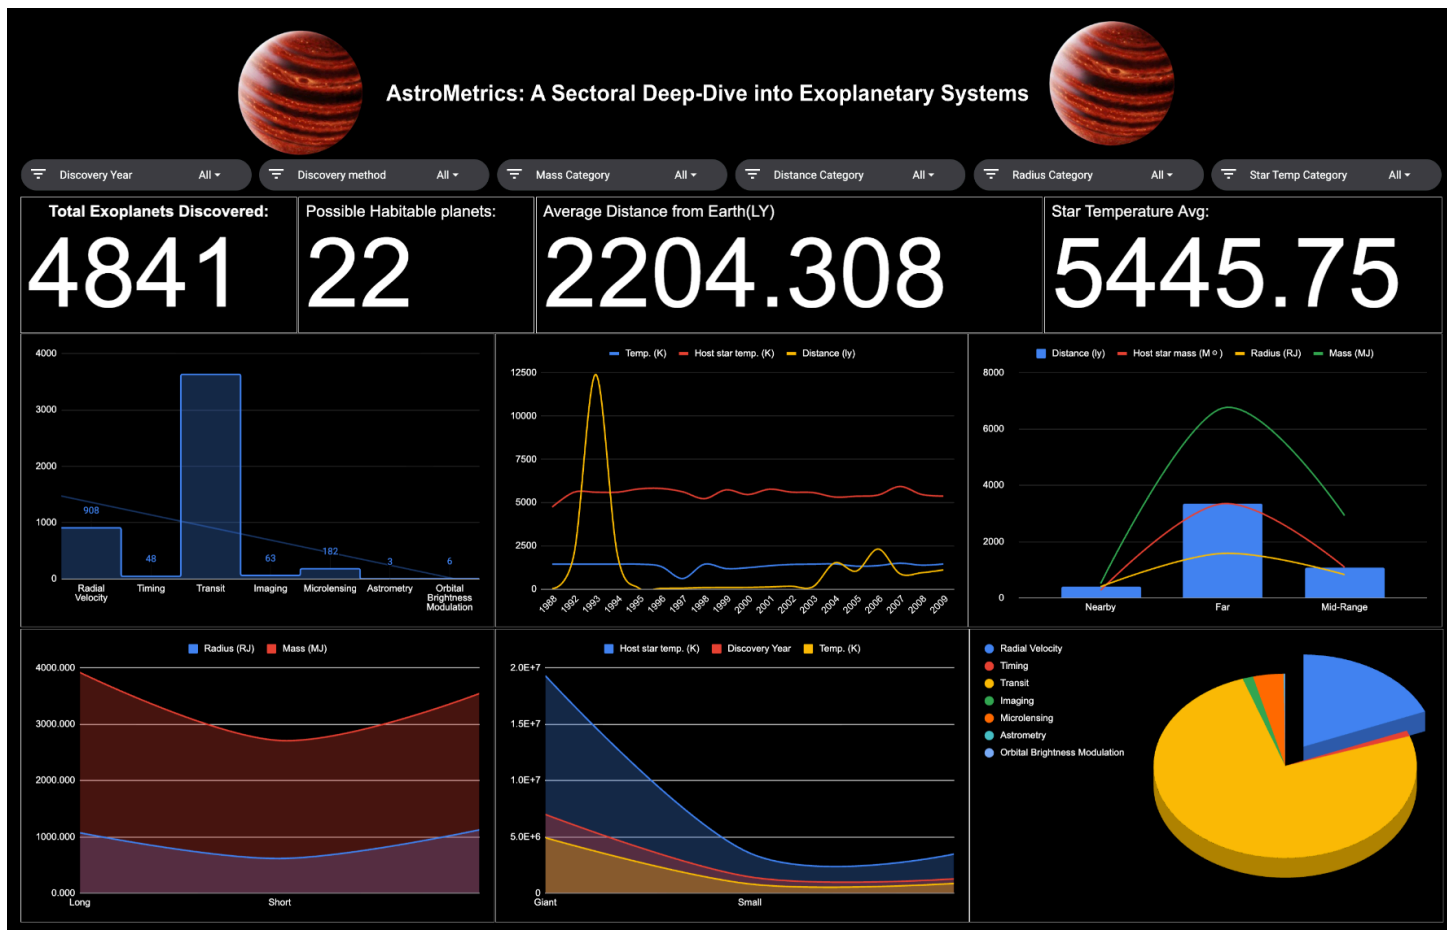 AstroMetrics: A Sectoral Deep-Dive into Exoplanetary Systems
Discovery Year All
Discovery method All
Mass Category All
Distance Category All
Radius Category All
Star Temp Category All
Total Exoplanets Discovered:
4841
Possible Habitable planets:
22
Average Distance from Earth(LY)
2204.308
Star Temperature Avg:
5445.75
4000
3000
2000
1000
0
908
48
63
182
3
6
Radial
Velocity
Timing
Transit
Imaging
Microlensing
Astrometry
Orbital
Brightness
Modulation
Temp. (K) Host star temp. (K) Distance (ly)
12500
10000
7500
5000
2500
0
1988 1992 1993 1994 1995 1996 1997 1998 1999 2000 2001 2002 2003 2004 2005 2006 2007 2008 2009
Distance (ly) Host star mass (M⚬) Radius (RJ) Mass (MJ)
8000
6000
4000
2000
0
Nearby Far Mid-Range
Radius (RJ) Mass (MJ)
4000.000
3000.000
2000.000
1000.000
0.000
Long Short
Host star temp. (K) Discovery Year Temp. (K)
2.0E+7
1.5E+7
1.0E+7
5.0E+6
0
Giant Small
Radial Velocity
Timing
Transit
Imaging
Microlensing
Astrometry
Orbital Brightness Modulation